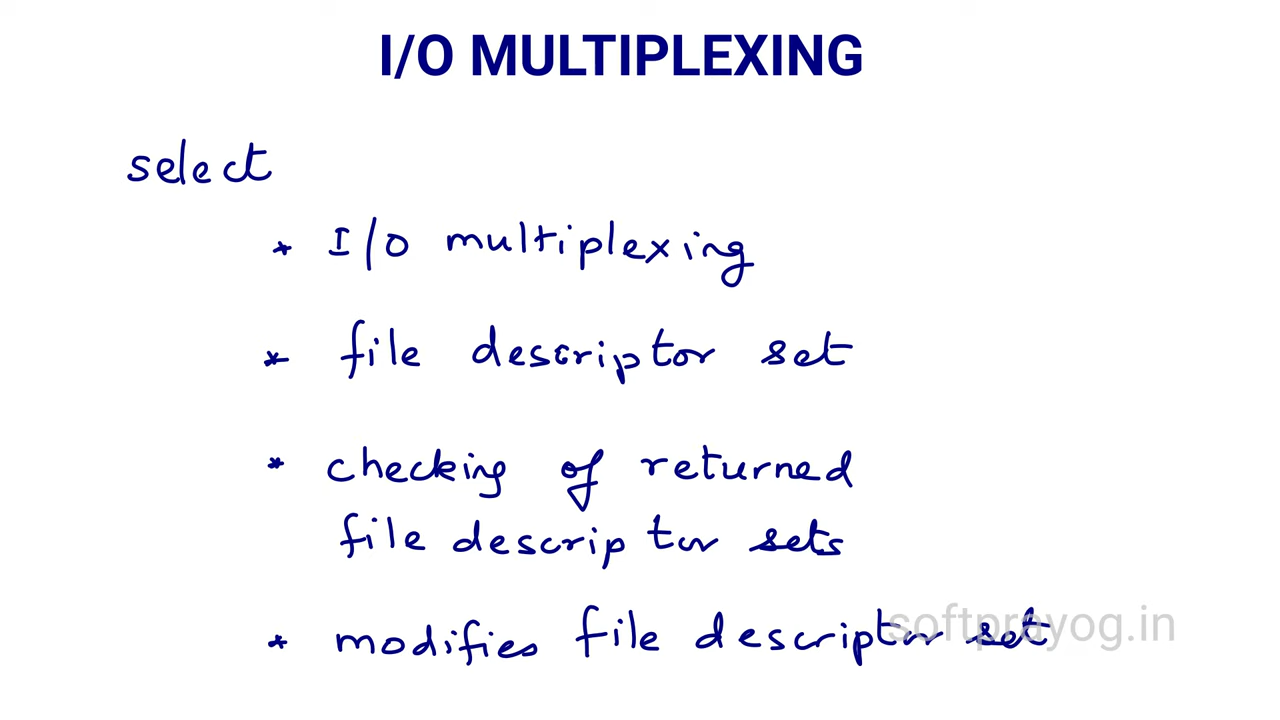 I/O MULTIPLEXING
select
* I/O multiplexing
* file descriptor set
* checking of returned
file descriptor sets
* modifies file descriptor set
softprayog.in